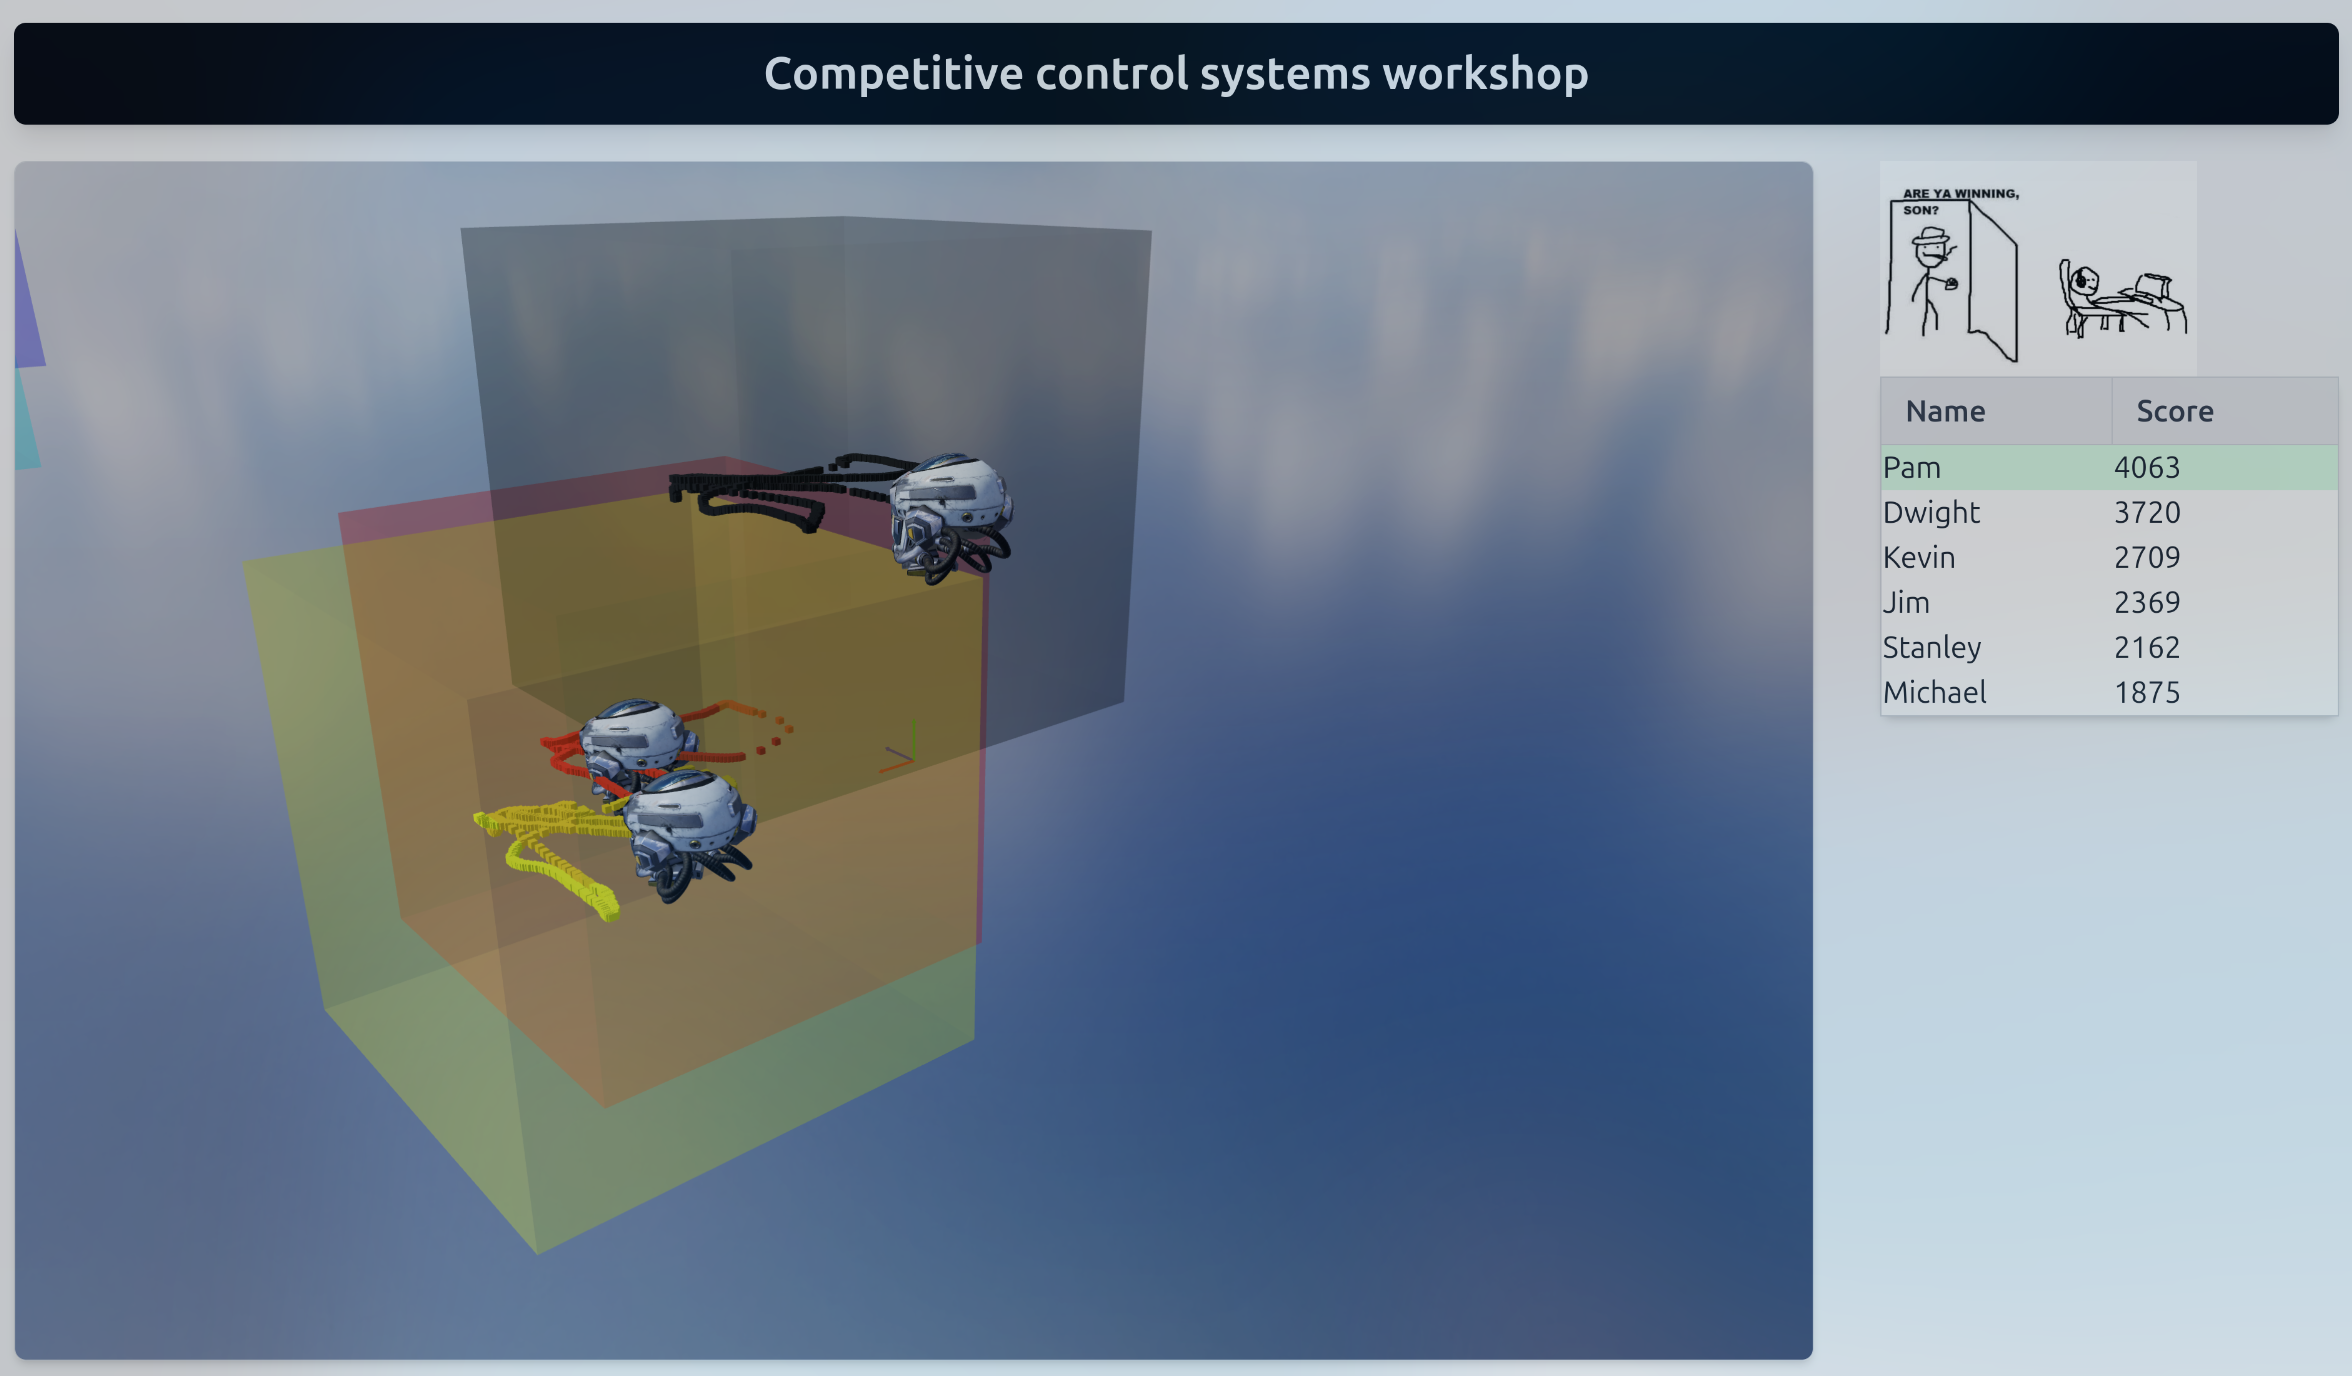 Competitive control systems workshop
ARE YA WINNING,
SON?
Name Score
Pam 4063
Dwight 3720
Kevin 2709
Jim 2369
Stanley 2162
Michael 1875